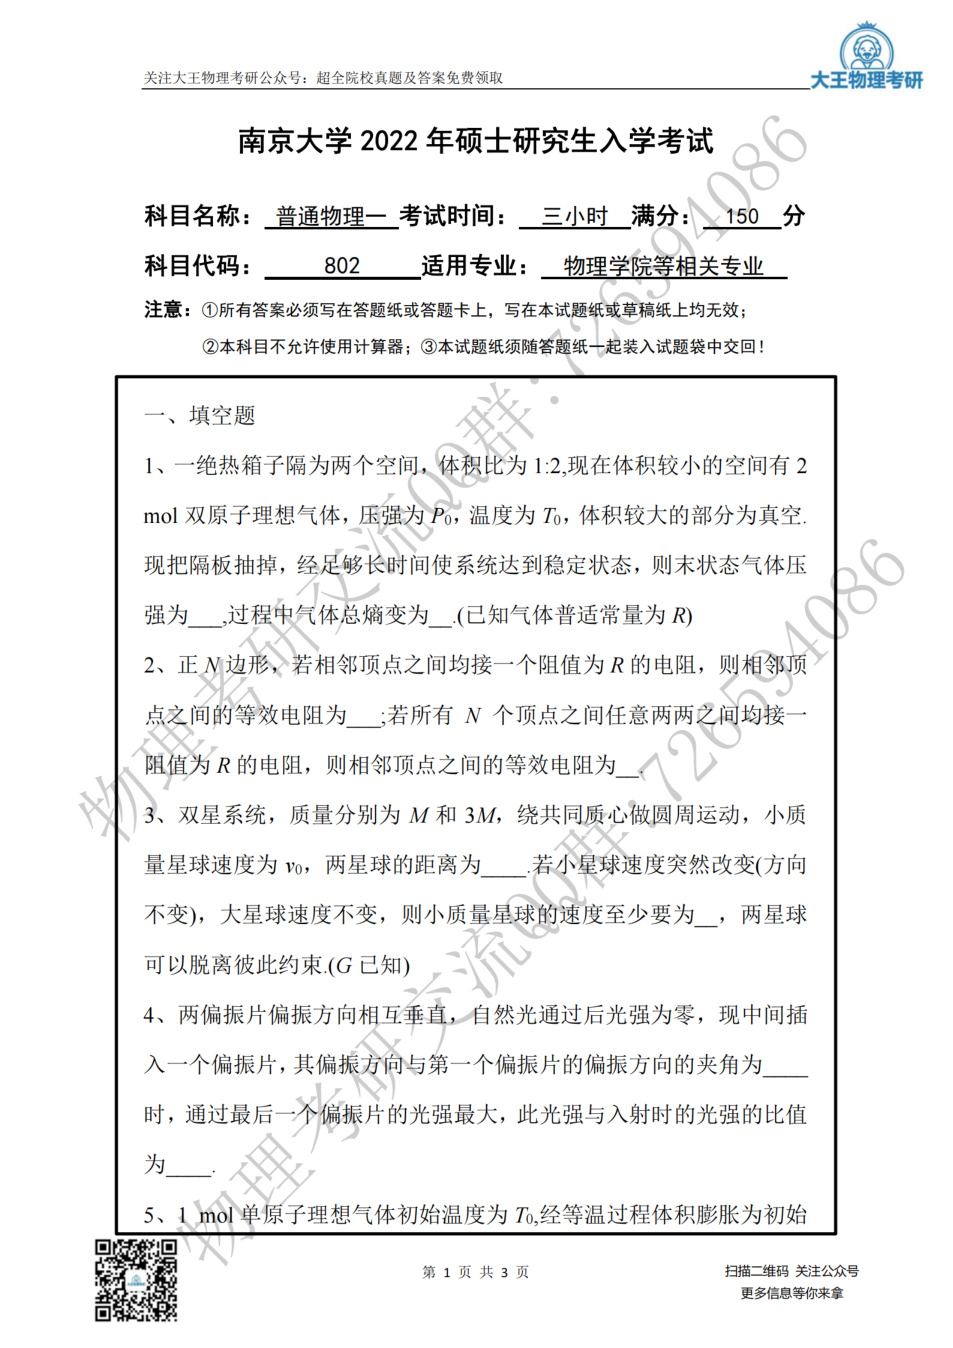 关注大王物理考研公众号：超全院校真题及答案免费领取
大王物理考研
南京大学 2022 年硕士研究生入学考试
科目名称： 普通物理一 考试时间： 三小时 满分： 150 分
科目代码： 802 适用专业： 物理学院等相关专业
注意：①所有答案必须写在答题纸或答题卡上，写在本试题纸或草稿纸上均无效；
②本科目不允许使用计算器；③本试题纸须随答题纸一起装入试题袋中交回！
一、填空题
1、一绝热箱子隔为两个空间，体积比为 1:2,现在体积较小的空间有 2
mol 双原子理想气体，压强为 P₀，温度为 T₀，体积较大的部分为真空.
现把隔板抽掉，经足够长时间使系统达到稳定状态，则末状态气体压
强为___,过程中气体总熵变为__.(已知气体普适常量为 R)
2、正 N 边形，若相邻顶点之间均接一个阻值为 R 的电阻，则相邻顶
点之间的等效电阻为___;若所有 N 个顶点之间任意两两之间均接一
阻值为 R 的电阻，则相邻顶点之间的等效电阻为__.
3、双星系统，质量分别为 M 和 3M，绕共同质心做圆周运动，小质
量星球速度为 v₀，两星球的距离为____.若小星球速度突然改变(方向
不变)，大星球速度不变，则小质量星球的速度至少要为__，两星球
可以脱离彼此约束.(G 已知)
4、两偏振片偏振方向相互垂直，自然光通过后光强为零，现中间插
入一个偏振片，其偏振方向与第一个偏振片的偏振方向的夹角为____
时，通过最后一个偏振片的光强最大，此光强与入射时的光强的比值
为____.
5、1 mol 单原子理想气体初始温度为 T₀,经等温过程体积膨胀为初始
物理考研交流QQ群：726594086
物理考研交流QQ群：726594086
大王物理考研
第 1 页 共 3 页
扫描二维码 关注公众号
更多信息等你来拿